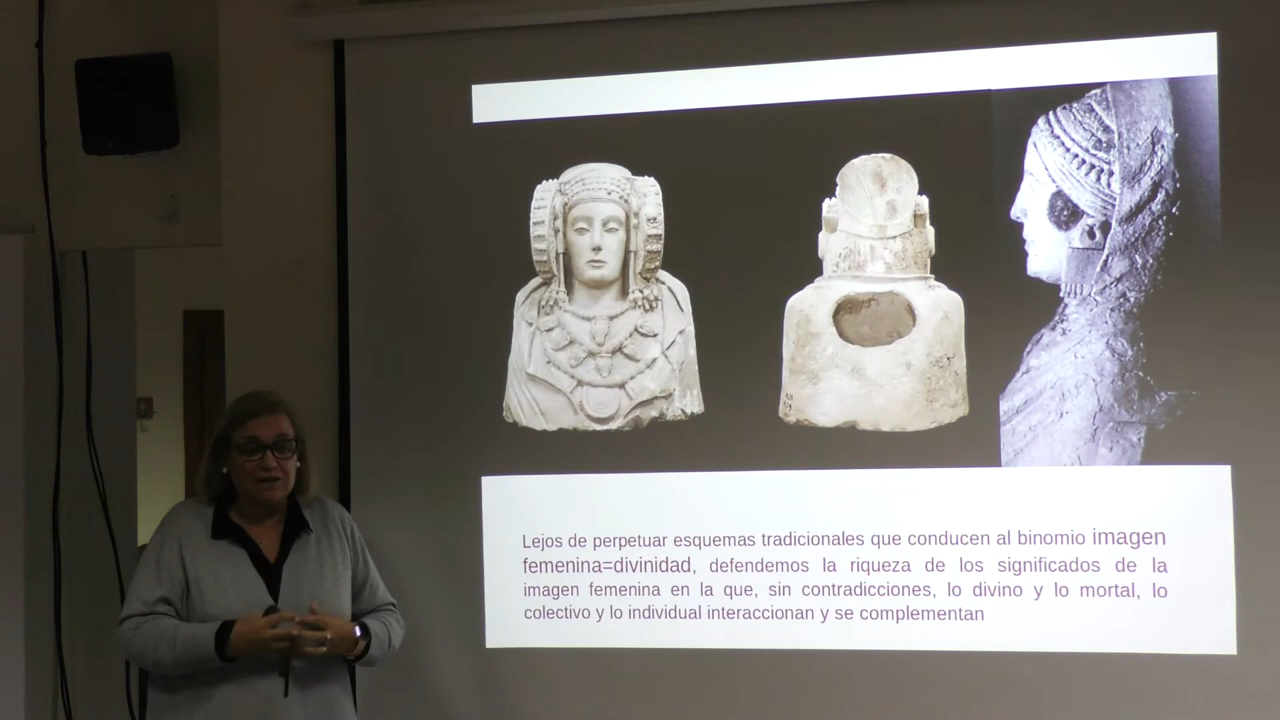 Lejos de perpetuar esquemas tradicionales que conducen al binomio imagen
femenina=divinidad, defendemos la riqueza de los significados de la
imagen femenina en la que, sin contradicciones, lo divino y lo mortal, lo
colectivo y lo individual interaccionan y se complementan